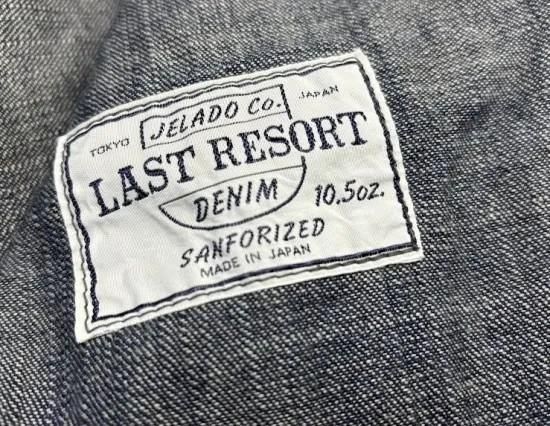 JELADO CO.
TOKYO JAPAN
LAST RESORT
DENIM 10.5oz.
SANFORIZED
MADE IN JAPAN